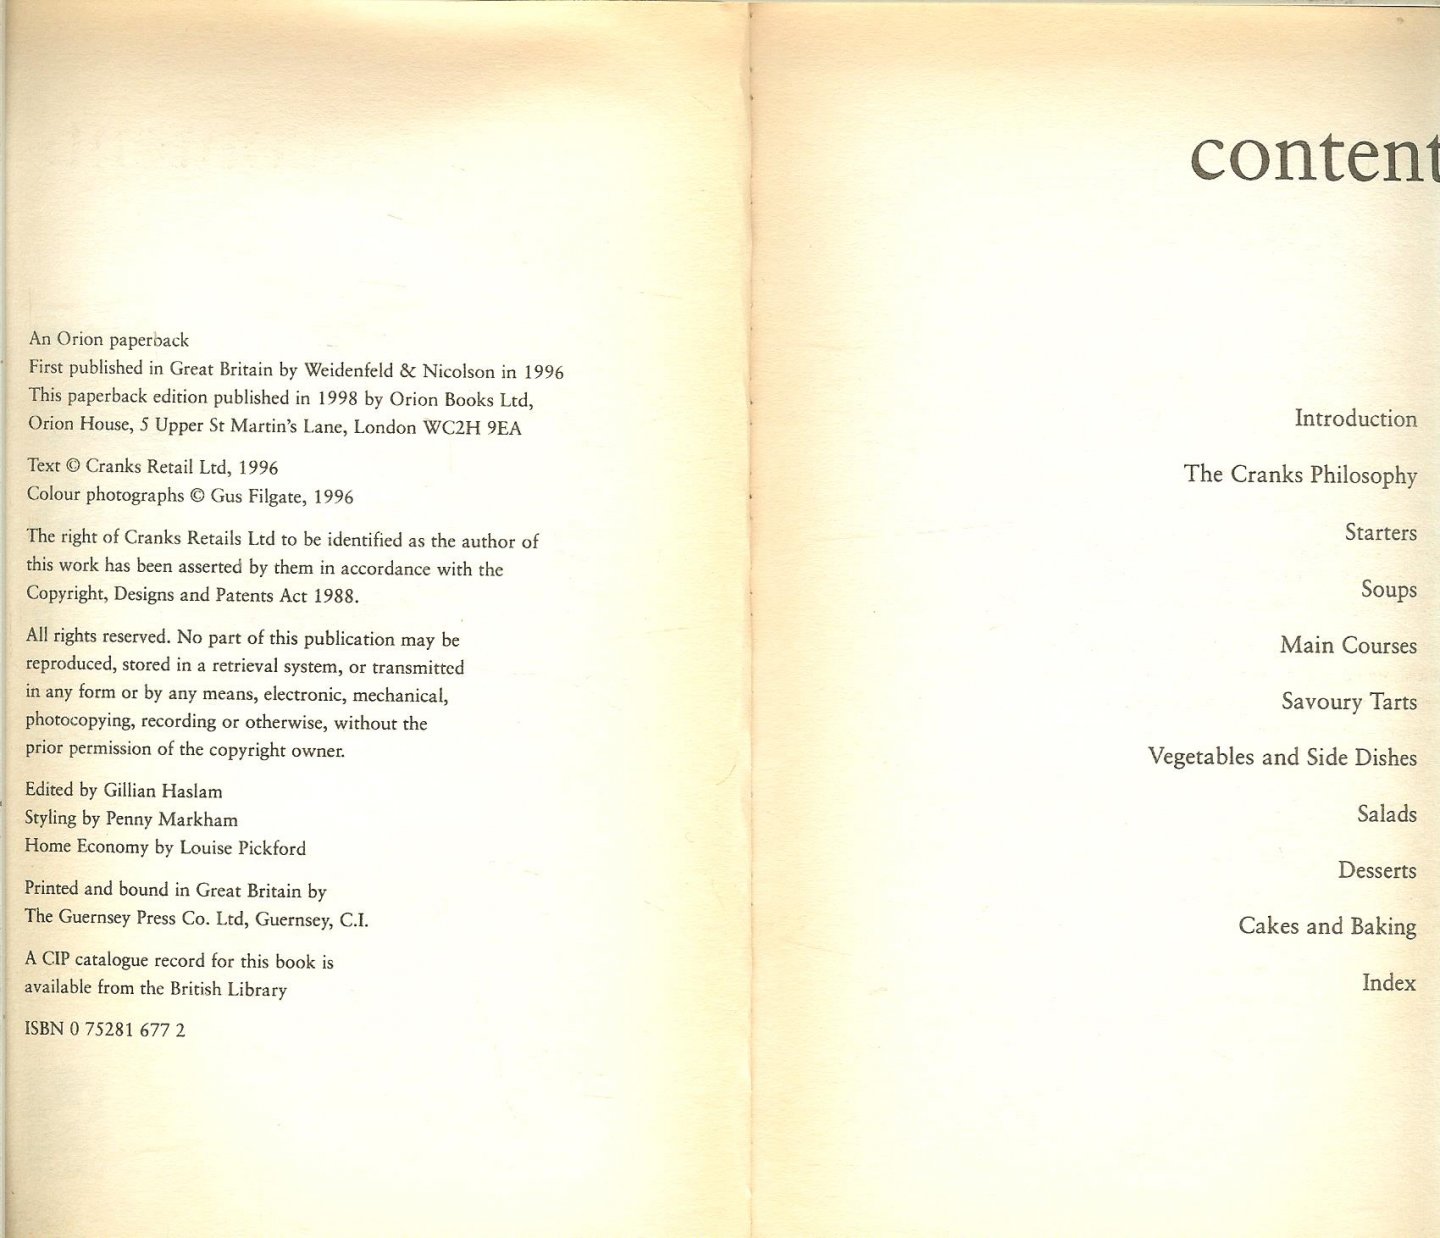 An Orion paperback
First published in Great Britain by Weidenfeld & Nicolson in 1996
This paperback edition published in 1998 by Orion Books Ltd,
Orion House, 5 Upper St Martin's Lane, London WC2H 9EA
Text © Cranks Retail Ltd, 1996
Colour photographs © Gus Filgate, 1996
The right of Cranks Retails Ltd to be identified as the author of
this work has been asserted by them in accordance with the
Copyright, Designs and Patents Act 1988.
All rights reserved. No part of this publication may be
reproduced, stored in a retrieval system, or transmitted
in any form or by any means, electronic, mechanical,
photocopying, recording or otherwise, without the
prior permission of the copyright owner.
Edited by Gillian Haslam
Styling by Penny Markham
Home Economy by Louise Pickford
Printed and bound in Great Britain by
The Guernsey Press Co. Ltd, Guernsey, C.I.
A CIP catalogue record for this book is
available from the British Library
ISBN 0 75281 677 2
content
Introduction
The Cranks Philosophy
Starters
Soups
Main Courses
Savoury Tarts
Vegetables and Side Dishes
Salads
Desserts
Cakes and Baking
Index